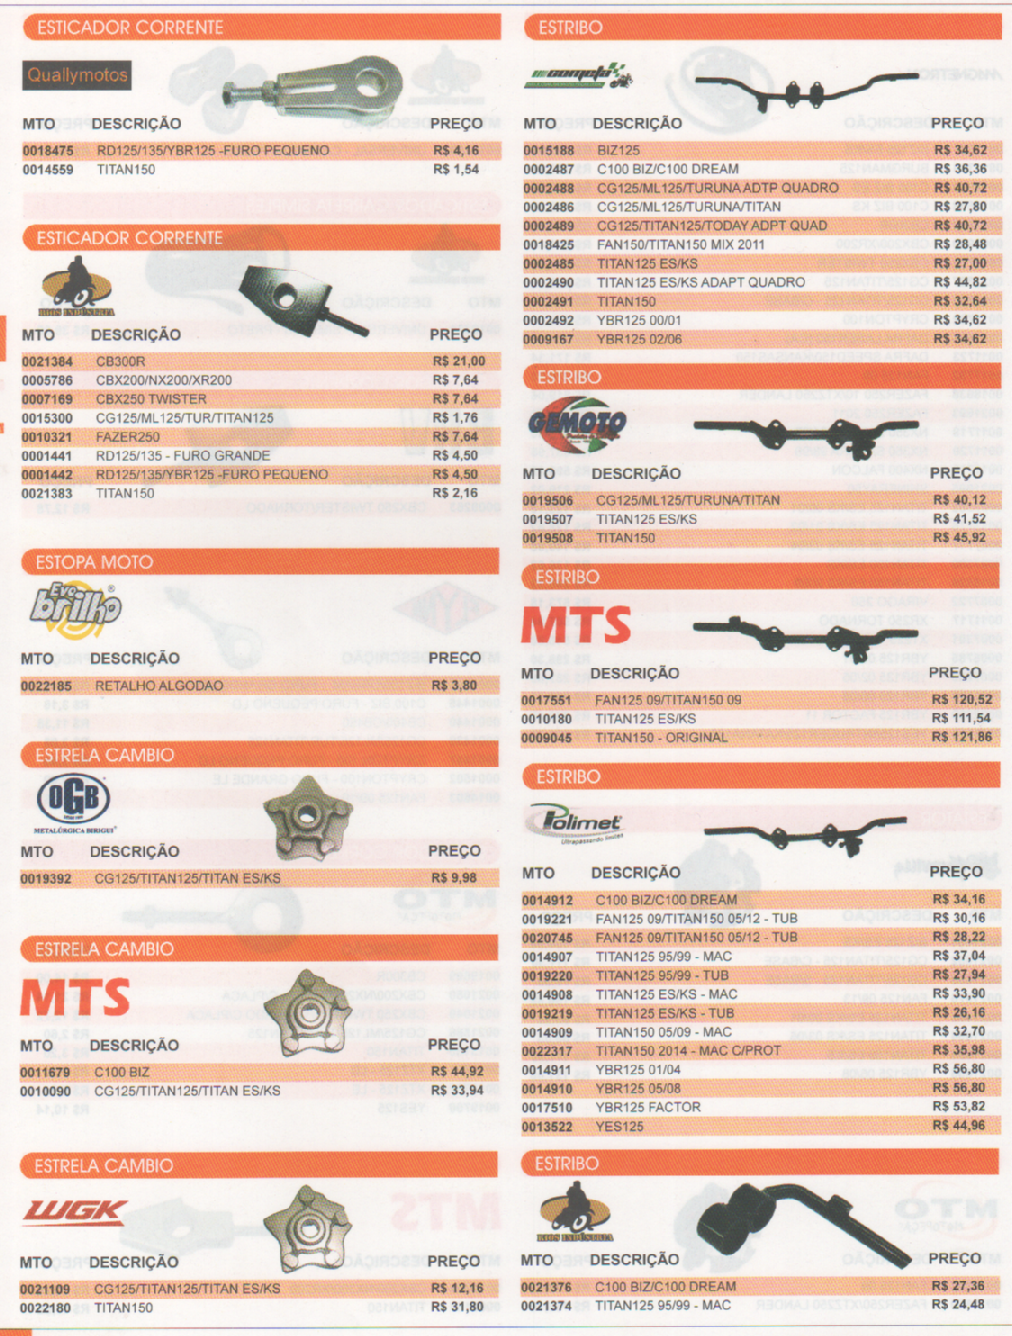 ESTICADOR CORRENTE
Quallymotos
MTO DESCRIÇÃO PREÇO
0018475 RD125/135/YBR125 -FURO PEQUENO R$ 4,16
0014559 TITAN150 R$ 1,54
ESTICADOR CORRENTE
RIOS INDÚSTRIA
MTO DESCRIÇÃO PREÇO
0021384 CB300R R$ 21,00
0005786 CBX200/NX200/XR200 R$ 7,64
0007169 CBX250 TWISTER R$ 7,64
0015300 CG125/ML125/TUR/TITAN125 R$ 1,76
0010321 FAZER250 R$ 7,64
0001441 RD125/135 - FURO GRANDE R$ 4,50
0001442 RD125/135/YBR125 -FURO PEQUENO R$ 4,50
0021383 TITAN150 R$ 2,16
ESTOPA MOTO
Evo brilho
MTO DESCRIÇÃO PREÇO
0022185 RETALHO ALGODAO R$ 3,80
ESTRELA CAMBIO
OGB
METALÚRGICA BIRIGUI
MTO DESCRIÇÃO PREÇO
0019392 CG125/TITAN125/TITAN ES/KS R$ 9,98
ESTRELA CAMBIO
MTS
MTO DESCRIÇÃO PREÇO
0011679 C100 BIZ R$ 44,92
0010090 CG125/TITAN125/TITAN ES/KS R$ 33,94
ESTRELA CAMBIO
WGK
MTO DESCRIÇÃO PREÇO
0021109 CG125/TITAN125/TITAN ES/KS R$ 12,16
0022180 TITAN150 R$ 31,80
ESTRIBO
MTO DESCRIÇÃO PREÇO
0015188 BIZ125 R$ 34,62
0002487 C100 BIZ/C100 DREAM R$ 36,36
0002488 CG125/ML125/TURUNA ADTP QUADRO R$ 40,72
0002486 CG125/ML125/TURUNA/TITAN R$ 27,80
0002489 CG125/TITAN125/TODAY ADPT QUAD R$ 40,72
0018425 FAN150/TITAN150 MIX 2011 R$ 28,48
0002485 TITAN125 ES/KS R$ 27,00
0002490 TITAN125 ES/KS ADAPT QUADRO R$ 44,82
0002491 TITAN150 R$ 32,64
0002492 YBR125 00/01 R$ 34,62
0009167 YBR125 02/06 R$ 34,62
ESTRIBO
GEMOTO
MTO DESCRIÇÃO PREÇO
0019506 CG125/ML125/TURUNA/TITAN R$ 40,12
0019507 TITAN125 ES/KS R$ 41,52
0019508 TITAN150 R$ 45,92
ESTRIBO
MTS
MTO DESCRIÇÃO PREÇO
0017551 FAN125 09/TITAN150 09 R$ 120,52
0010180 TITAN125 ES/KS R$ 111,54
0009045 TITAN150 - ORIGINAL R$ 121,86
ESTRIBO
Polimet
MTO DESCRIÇÃO PREÇO
0014912 C100 BIZ/C100 DREAM R$ 34,16
0019221 FAN125 09/TITAN150 05/12 - TUB R$ 30,16
0020745 FAN125 09/TITAN150 05/12 - TUB R$ 28,22
0014907 TITAN125 95/99 - MAC R$ 37,04
0019220 TITAN125 95/99 - TUB R$ 27,94
0014908 TITAN125 ES/KS - MAC R$ 33,90
0019219 TITAN125 ES/KS - TUB R$ 26,16
0014909 TITAN150 05/09 - MAC R$ 32,70
0022317 TITAN150 2014 - MAC C/PROT R$ 35,98
0014911 YBR125 01/04 R$ 56,80
0014910 YBR125 05/08 R$ 56,80
0017510 YBR125 FACTOR R$ 53,82
0013522 YES125 R$ 44,96
ESTRIBO
RIOS INDÚSTRIA
MTO DESCRIÇÃO PREÇO
0021376 C100 BIZ/C100 DREAM R$ 27,36
0021374 TITAN125 95/99 - MAC R$ 24,48